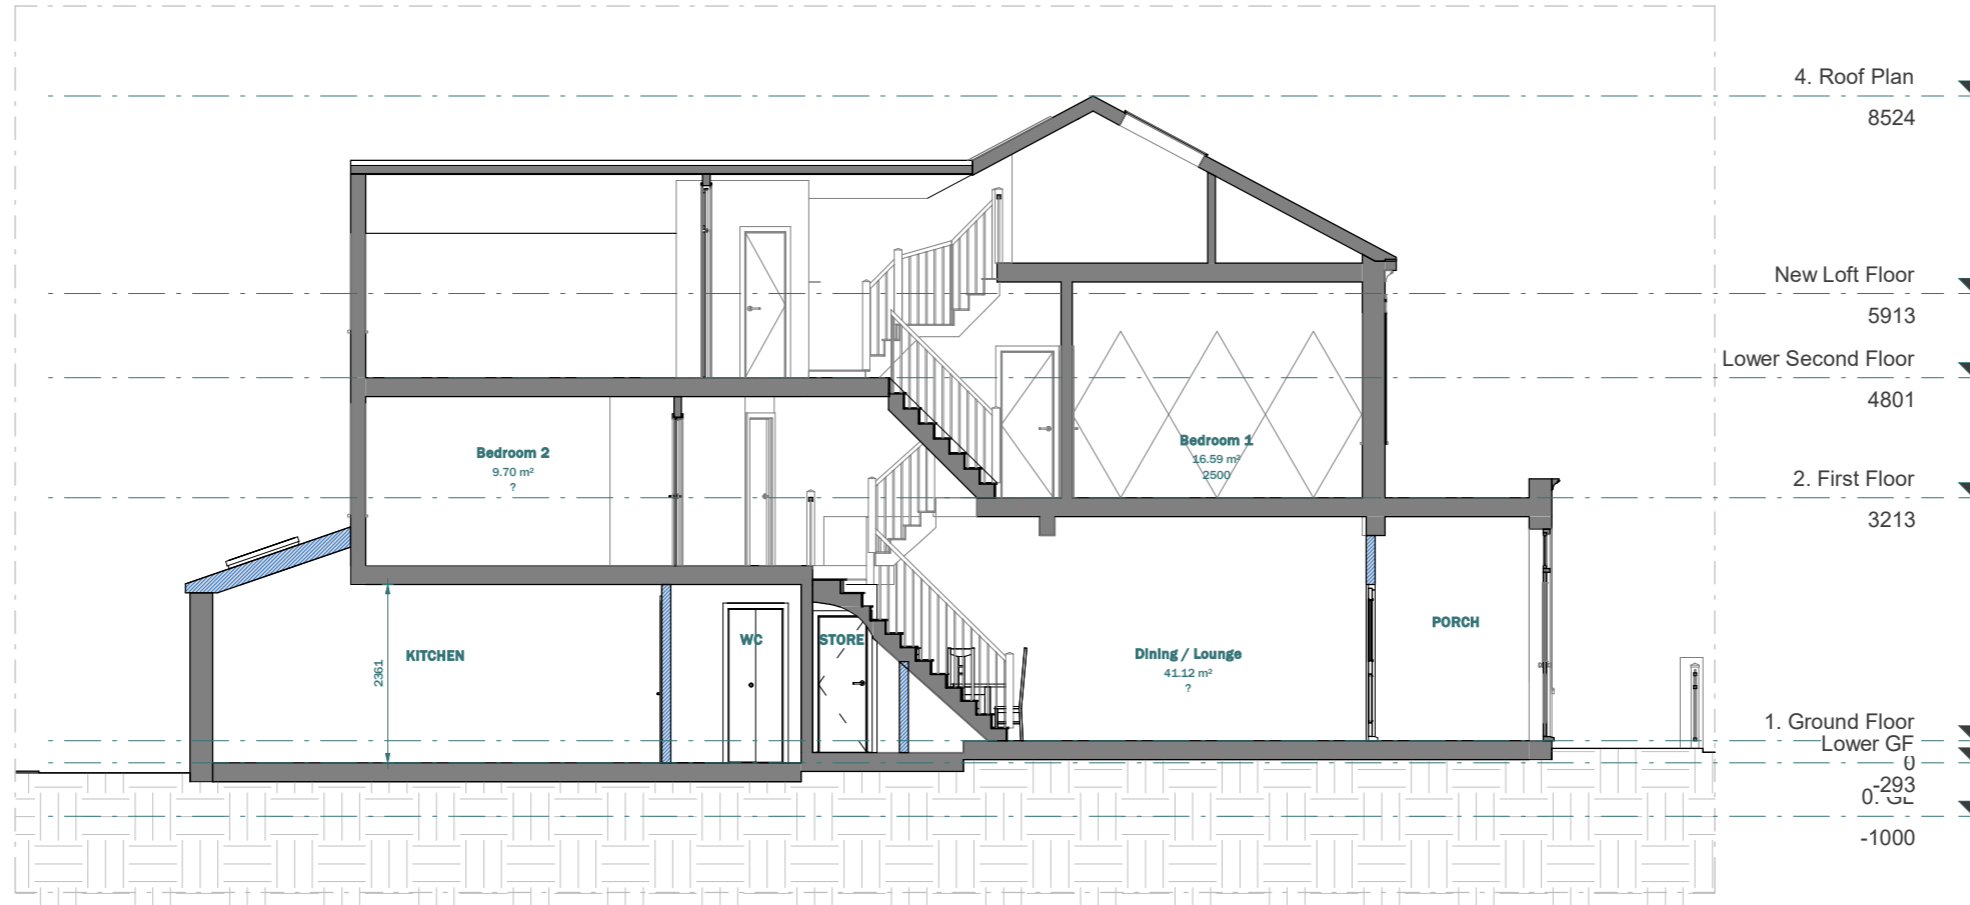 4. Roof Plan
8524
New Loft Floor
5913
Lower Second Floor
4801
Bedroom 2
9.70 m²
?
Bedroom 1
16.59 m²
2500
2. First Floor
3213
2361
KITCHEN
WC
STORE
Dining / Lounge
41.12 m²
?
PORCH
1. Ground Floor
Lower GF
0
-293
0. GL
-1000